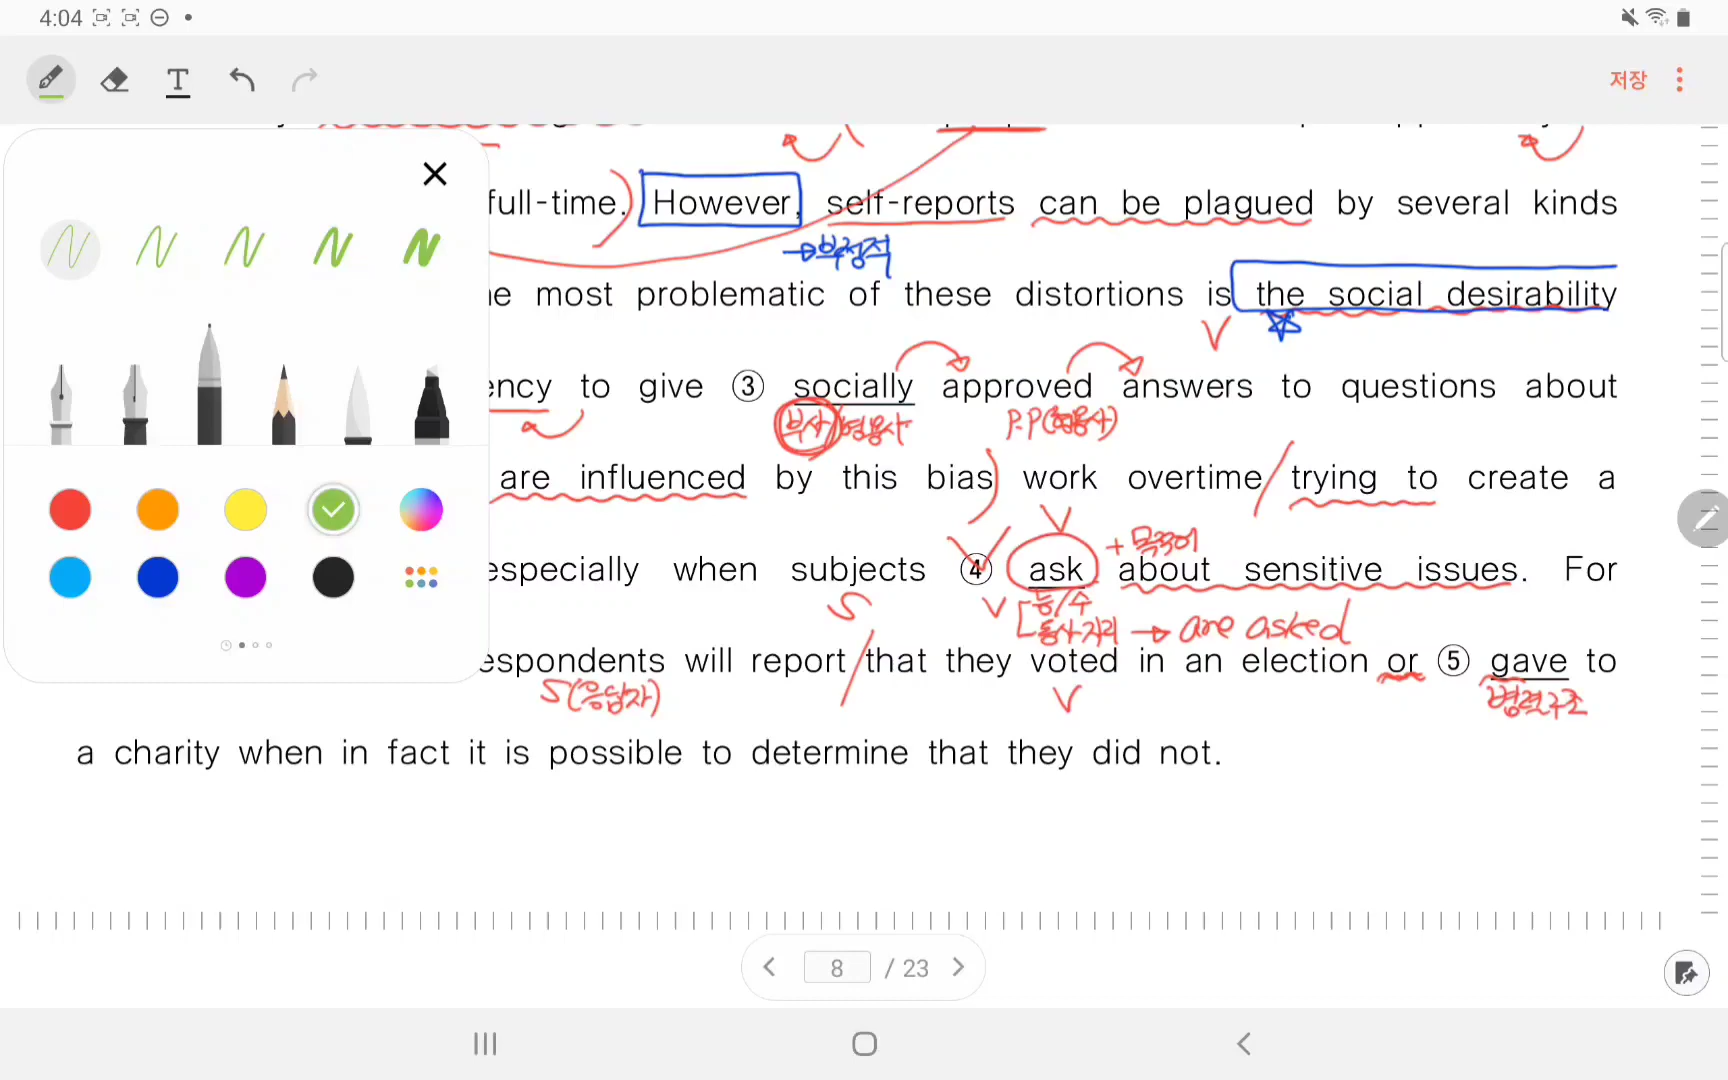 4:04
저장
full-time. However, self-reports can be plagued by several kinds
→부정적
e most problematic of these distortions is the social desirability
V
ency to give ③ socially approved answers to questions about
부사/형용사 P.P(형용사)
are influenced by this bias) work overtime / trying to create a
V
+ 목적어
especially when subjects ④ ask about sensitive issues. For
S V 능/수
동사자리 → are asked
espondents will report / that they voted in an election or ⑤ gave to
S(응답자) V 병렬구조
a charity when in fact it is possible to determine that they did not.
8 / 23